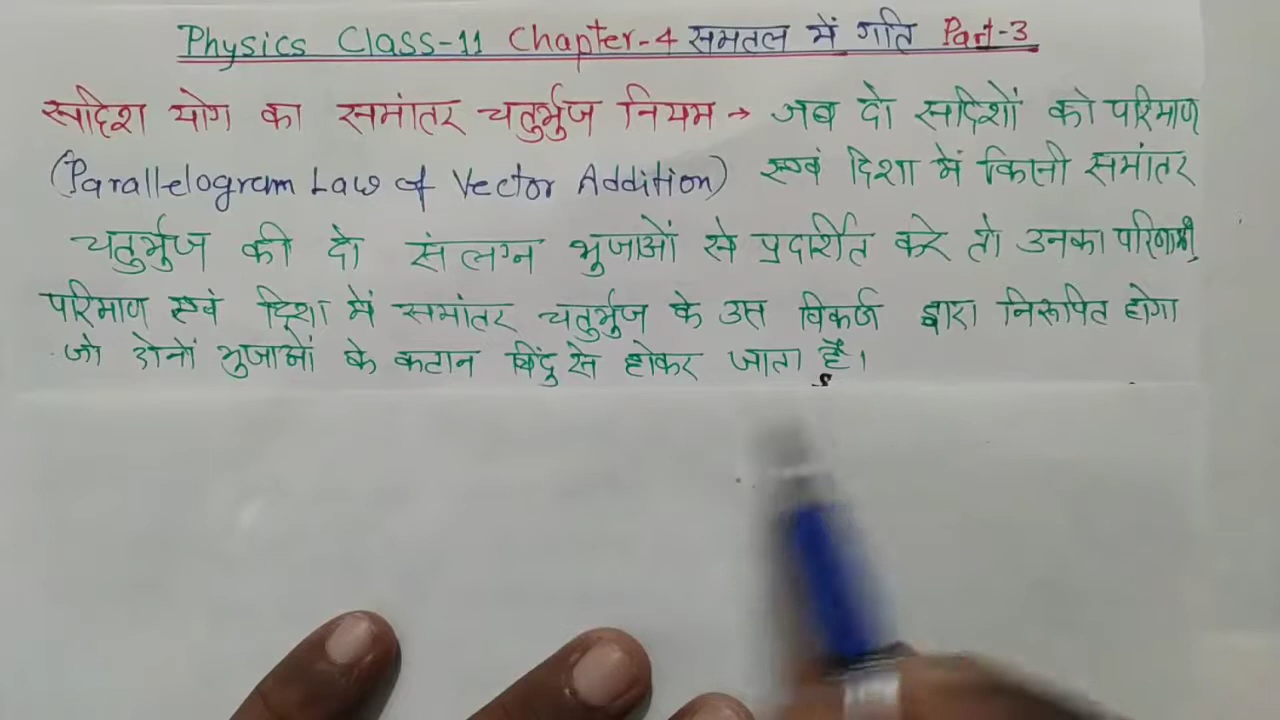 Physics Class-11 Chapter-4 समतल में गति Part-3
सदिश योग का समांतर चतुर्भुज नियम → जब दो सदिशों को परिमाण
(Parallelogram Law of Vector Addition) एवं दिशा में किसी समांतर
चतुर्भुज की दो संलग्न भुजाओं से प्रदर्शित करे तो उनका परिणामी
परिमाण एवं दिशा में समांतर चतुर्भुज के उस विकर्ण द्वारा निरूपित होगा
जो दोनों भुजाओं के कटान बिंदु से होकर जाता है।